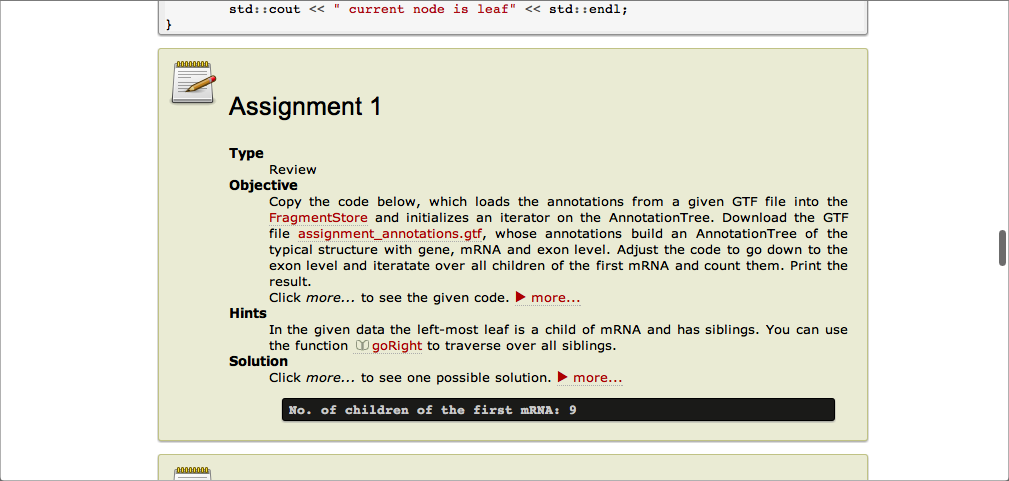 std::cout << " current node is leaf" << std::endl;
}
Assignment 1
Type
Review
Objective
Copy the code below, which loads the annotations from a given GTF file into the
FragmentStore and initializes an iterator on the AnnotationTree. Download the GTF
file assignment_annotations.gtf, whose annotations build an AnnotationTree of the
typical structure with gene, mRNA and exon level. Adjust the code to go down to the
exon level and iteratate over all children of the first mRNA and count them. Print the
result.
Click more... to see the given code. ▶ more...
Hints
In the given data the left-most leaf is a child of mRNA and has siblings. You can use
the function goRight to traverse over all siblings.
Solution
Click more... to see one possible solution. ▶ more...
No. of children of the first mRNA: 9